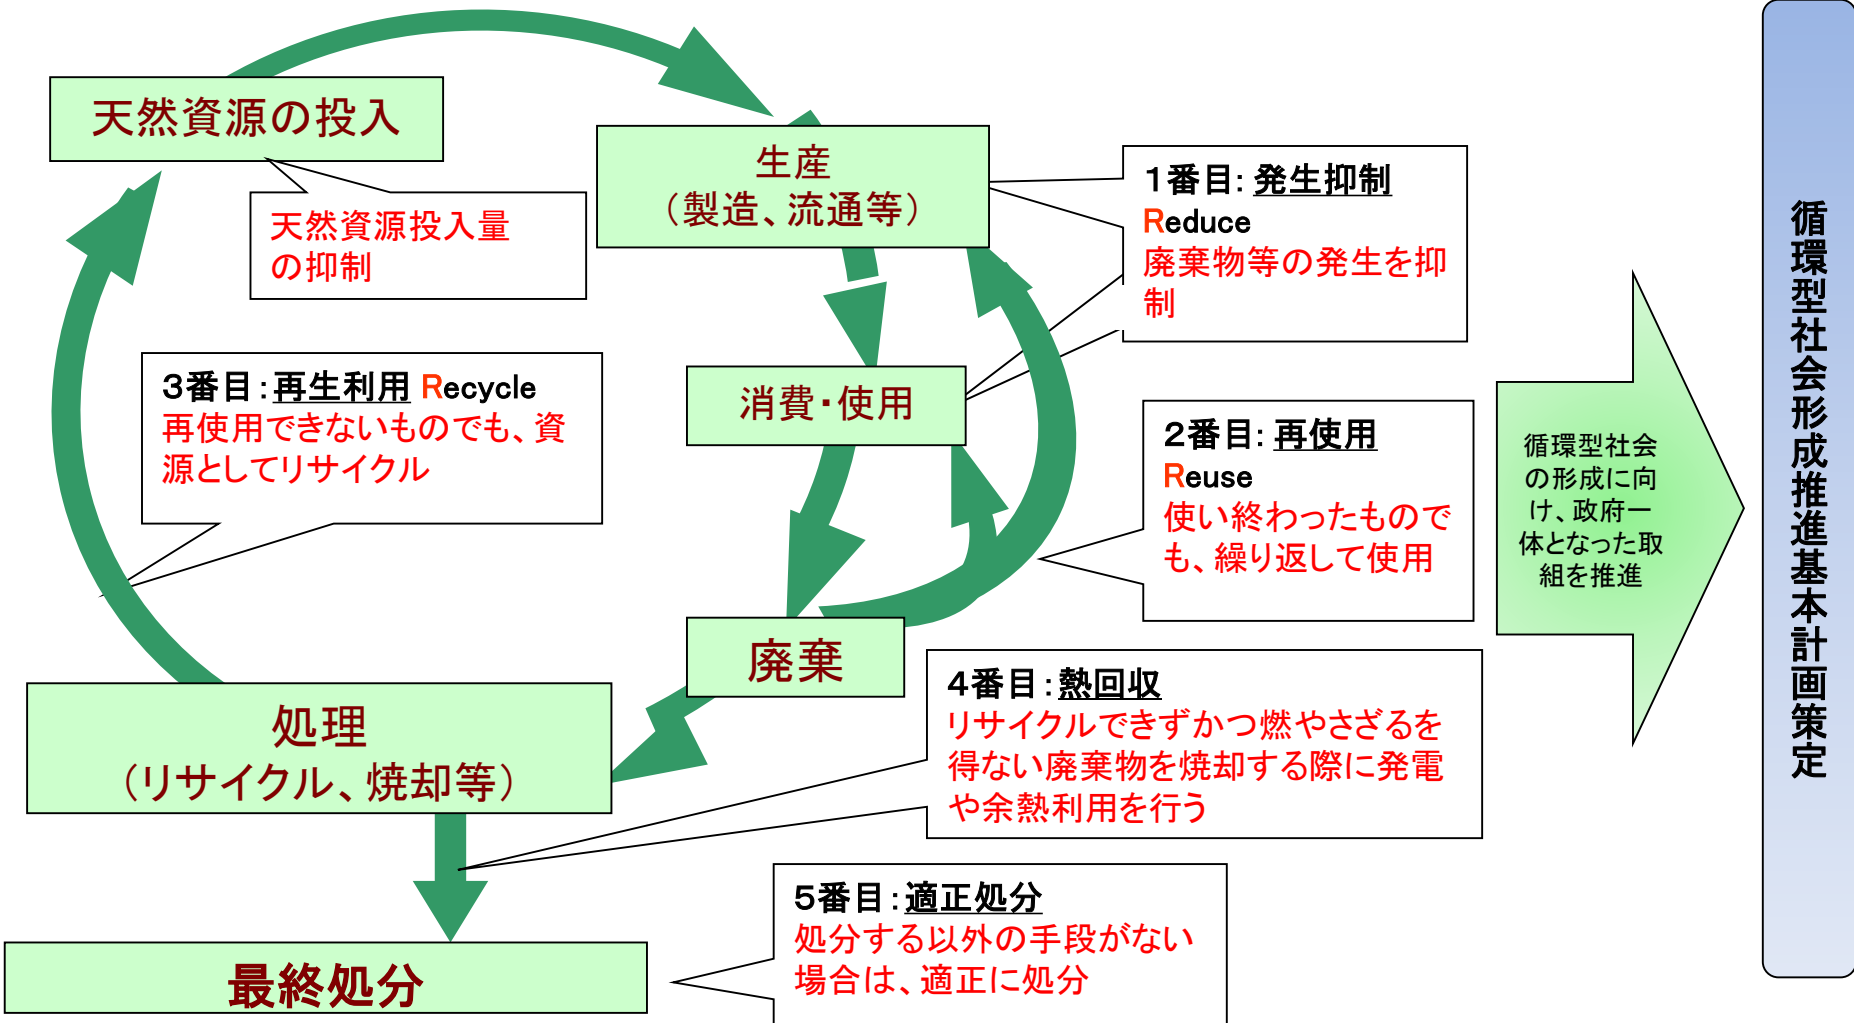 天然資源の投入
天然資源投入量
の抑制
生産
（製造、流通等）
1番目：発生抑制
Reduce
廃棄物等の発生を抑
制
3番目：再生利用 Recycle
再使用できないものでも、資
源としてリサイクル
消費・使用
2番目：再使用
Reuse
使い終わったもので
も、繰り返して使用
廃棄
処理
（リサイクル、焼却等）
4番目：熱回収
リサイクルできずかつ燃やさざるを
得ない廃棄物を焼却する際に発電
や余熱利用を行う
5番目：適正処分
処分する以外の手段がない
場合は、適正に処分
最終処分
循環型社会
の形成に向
け、政府一
体となった取
組を推進
循環型社会形成推進基本計画策定